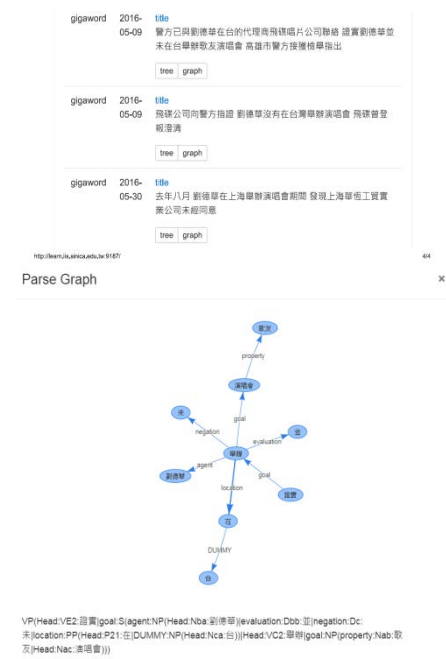 gigaword 2016- title
05-09 警方已與劉德華在台的代理商飛碟唱片公司聯絡 證實劉德華並
未在台舉辦歌友演唱會 高雄市警方接獲檢舉指出
tree graph
gigaword 2016- title
05-09 飛碟公司向警方指證 劉德華沒有在台灣舉辦演唱會 飛碟曾登
報澄清
tree graph
gigaword 2016- title
05-30 去年八月 劉德華在上海舉辦演唱會期間 發現上海華恆工貿實
業公司未經同意
tree graph
http://learn.iis.sinica.edu.tw:9187/ 4/4
Parse Graph ×
歌友
property
演唱會
goal
未
negation
並
evaluation
舉辦
agent
goal
劉德華
location
證實
在
DUMMY
台
VP(Head:VE2:證實|goal:S(agent:NP(Head:Nba:劉德華)|evaluation:Dbb:並|negation:Dc:
未|location:PP(Head:P21:在|DUMMY:NP(Head:Nca:台))|Head:VC2:舉辦|goal:NP(property:Nab:歌
友|Head:Nac:演唱會)))